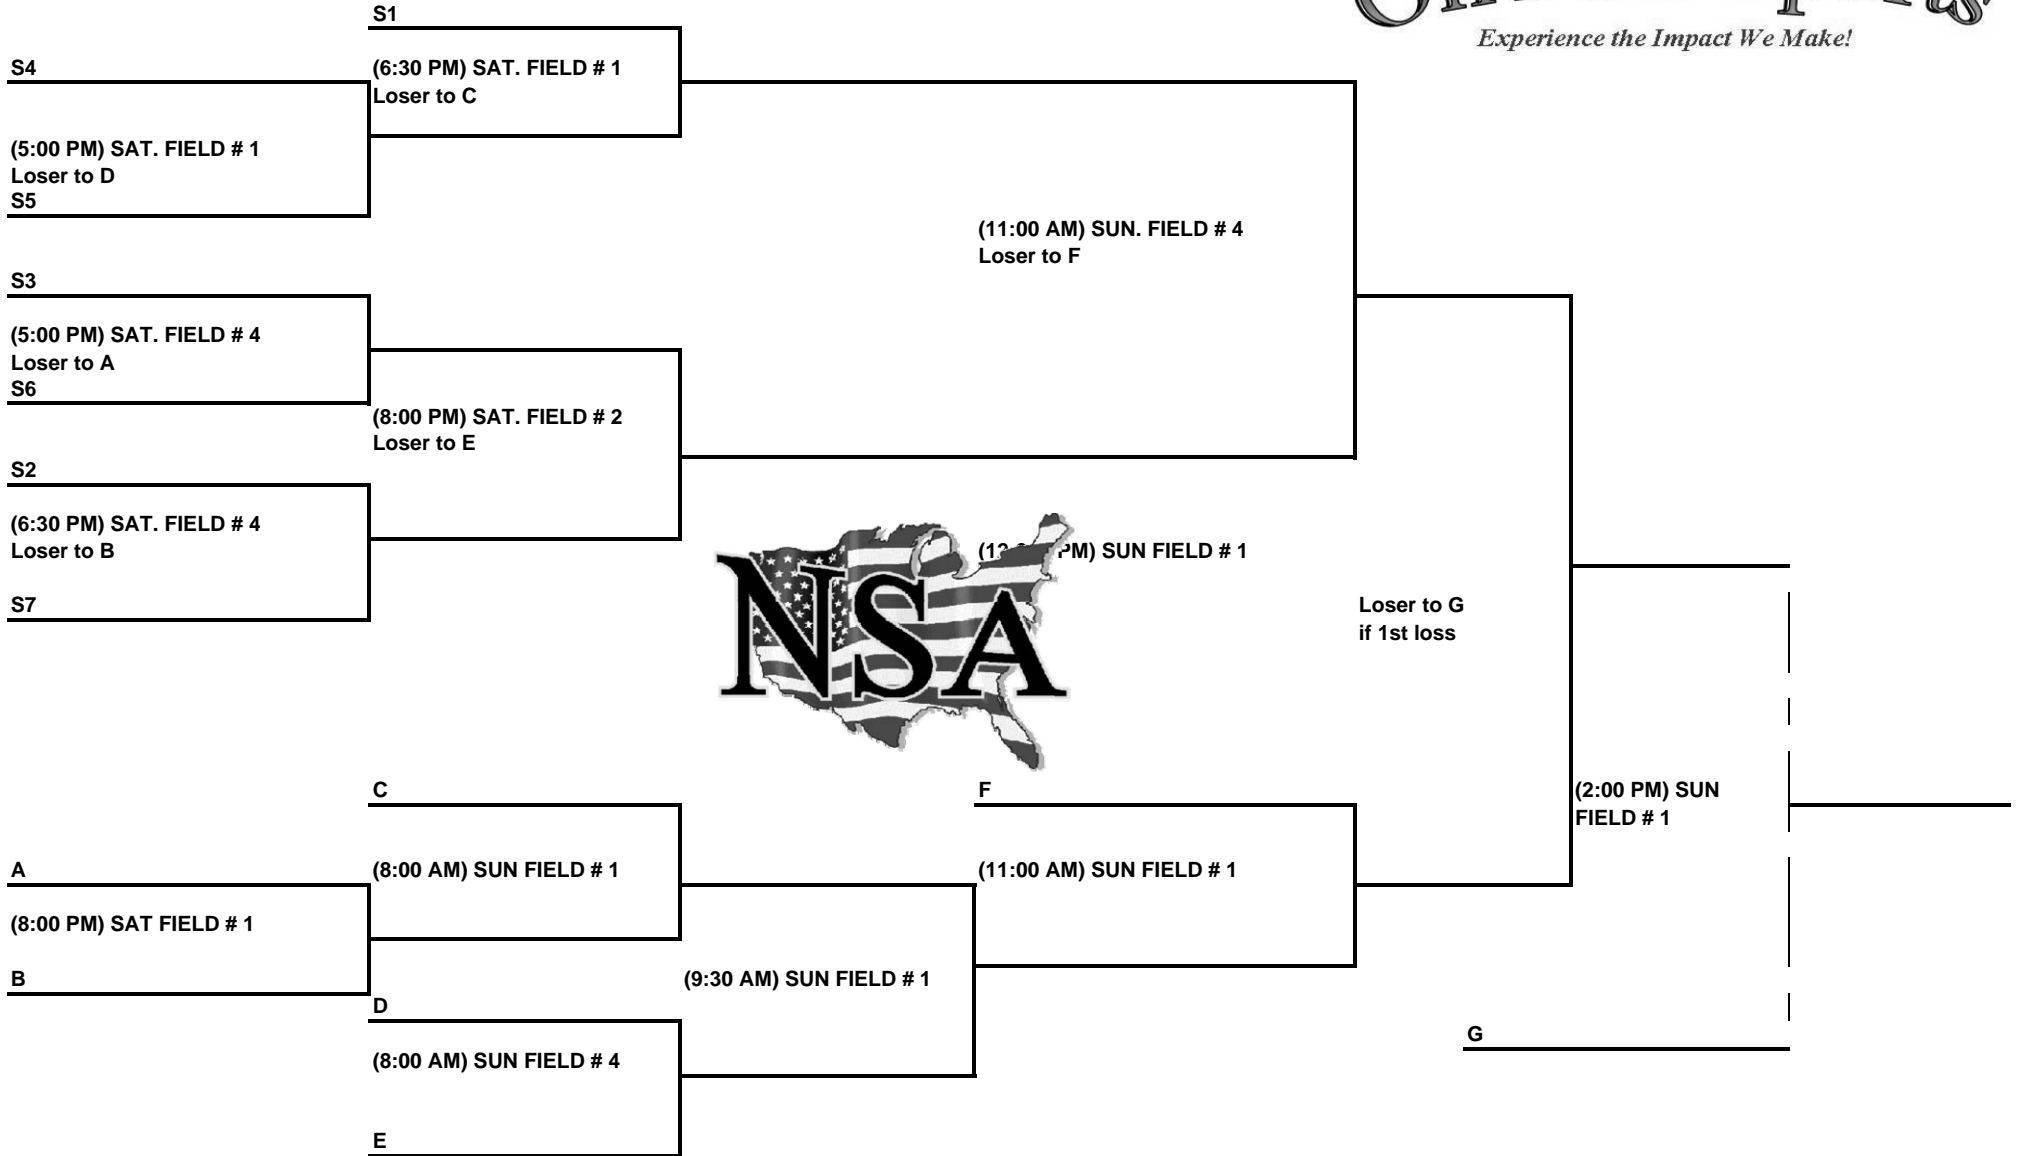 S1
Experience the Impact We Make!
S4
(6:30 PM) SAT. FIELD # 1
Loser to C
(5:00 PM) SAT. FIELD # 1
Loser to D
S5
(11:00 AM) SUN. FIELD # 4
Loser to F
S3
(5:00 PM) SAT. FIELD # 4
Loser to A
S6
(8:00 PM) SAT. FIELD # 2
Loser to E
S2
(6:30 PM) SAT. FIELD # 4
Loser to B
PM) SUN FIELD # 1
S7
NSA
Loser to G
if 1st loss
C
F
(2:00 PM) SUN
FIELD # 1
A
(8:00 AM) SUN FIELD # 1
(11:00 AM) SUN FIELD # 1
(8:00 PM) SAT FIELD # 1
B
(9:30 AM) SUN FIELD # 1
D
G
(8:00 AM) SUN FIELD # 4
E